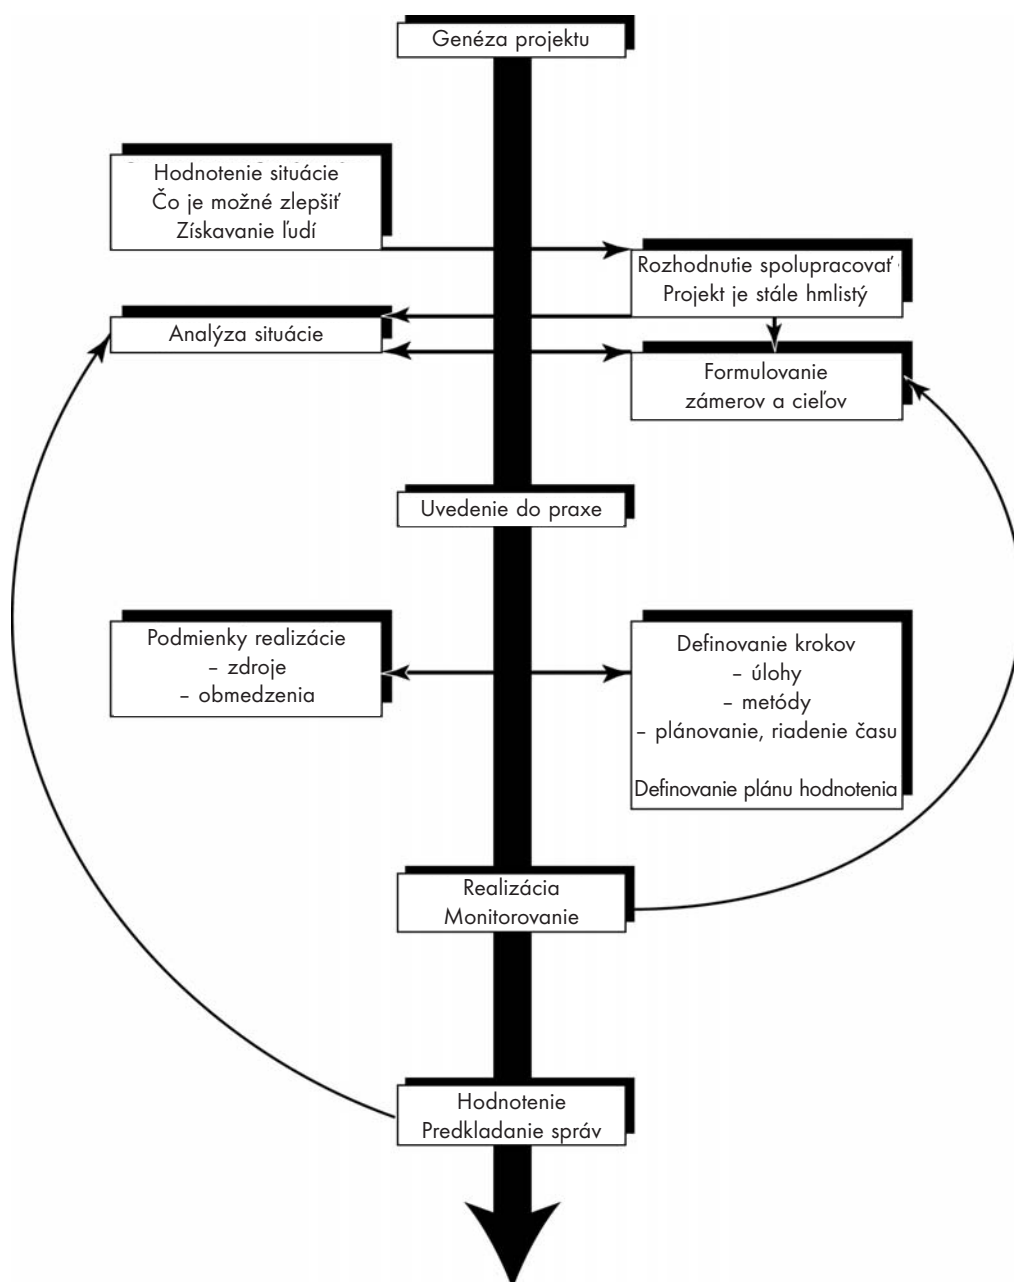 Genéza projektu
Hodnotenie situácie
Čo je možné zlepšiť
Získavanie ľudí
Rozhodnutie spolupracovať
Projekt je stále hmlistý
Analýza situácie
Formulovanie
zámerov a cieľov
Uvedenie do praxe
Podmienky realizácie
– zdroje
– obmedzenia
Definovanie krokov
– úlohy
– metódy
– plánovanie, riadenie času
Definovanie plánu hodnotenia
Realizácia
Monitorovanie
Hodnotenie
Predkladanie správ